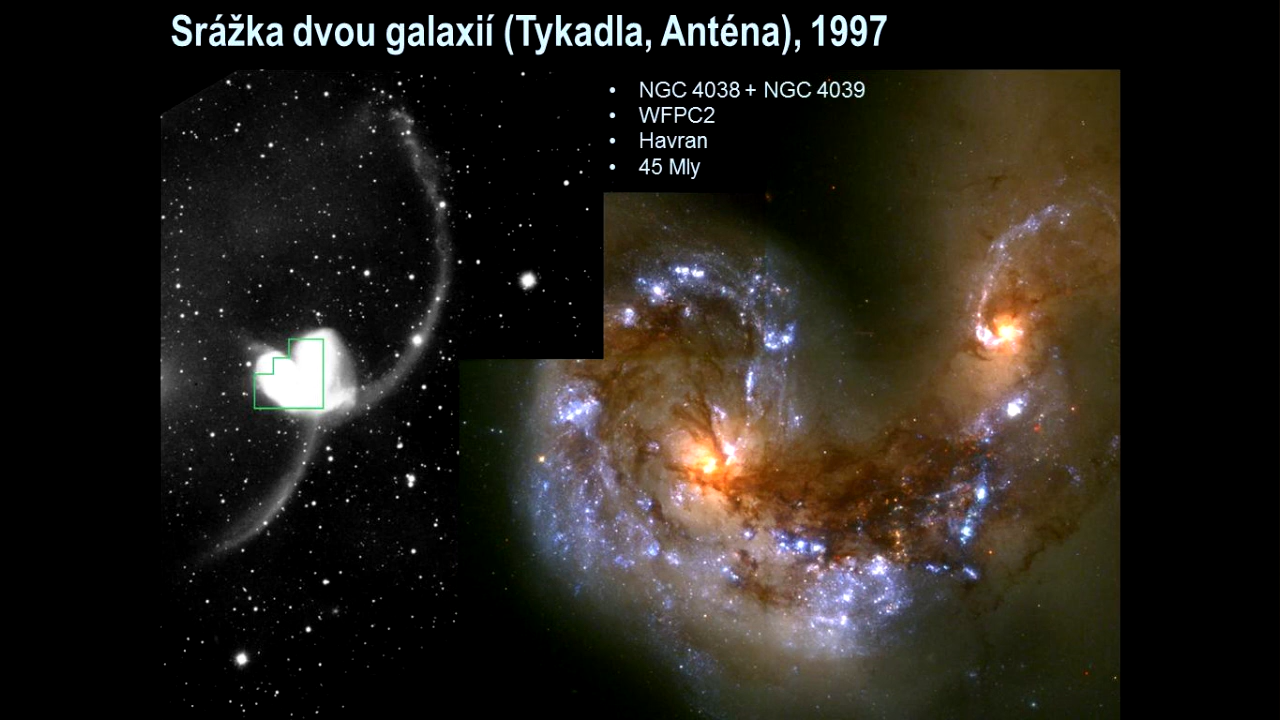 Srážka dvou galaxií (Tykadla, Anténa), 1997
• NGC 4038 + NGC 4039
• WFPC2
• Havran
• 45 Mly